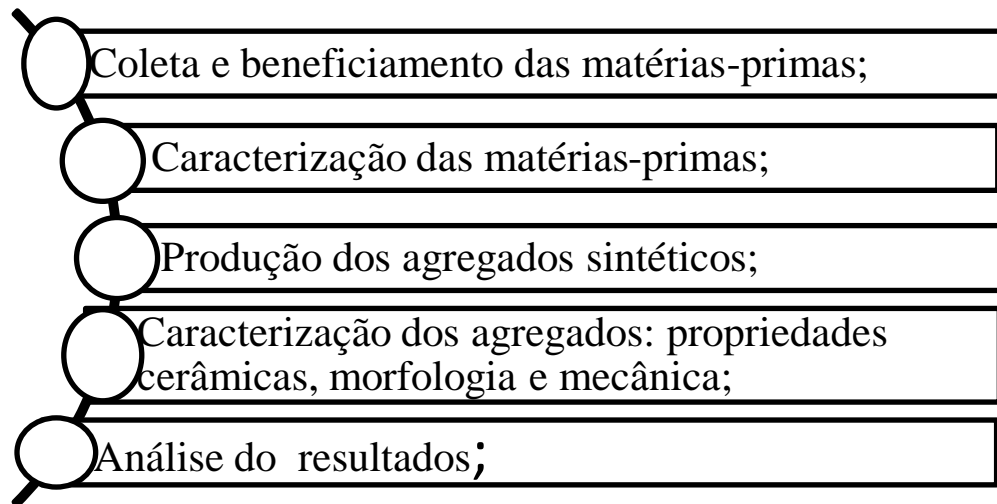 Coleta e beneficiamento das matérias-primas;
Caracterização das matérias-primas;
Produção dos agregados sintéticos;
Caracterização dos agregados: propriedades
cerâmicas, morfologia e mecânica;
Análise do  resultados;